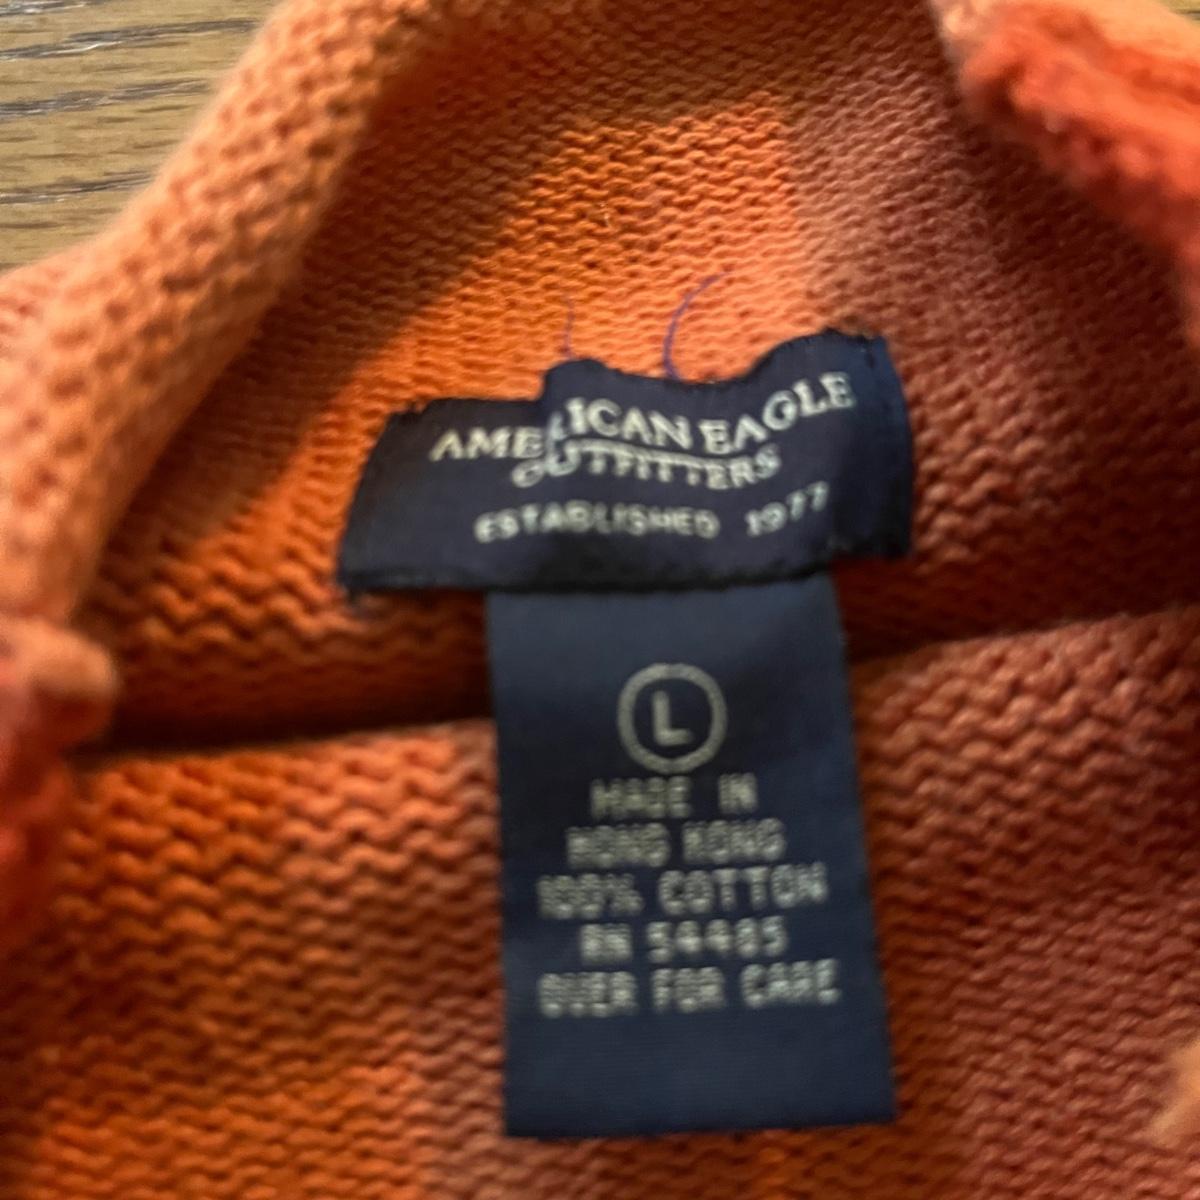 AMERICAN EAGLE
OUTFITTERS
ESTABLISHED 1977
L
MADE IN
HONG KONG
100% COTTON
RN 54485
OVER FOR CARE